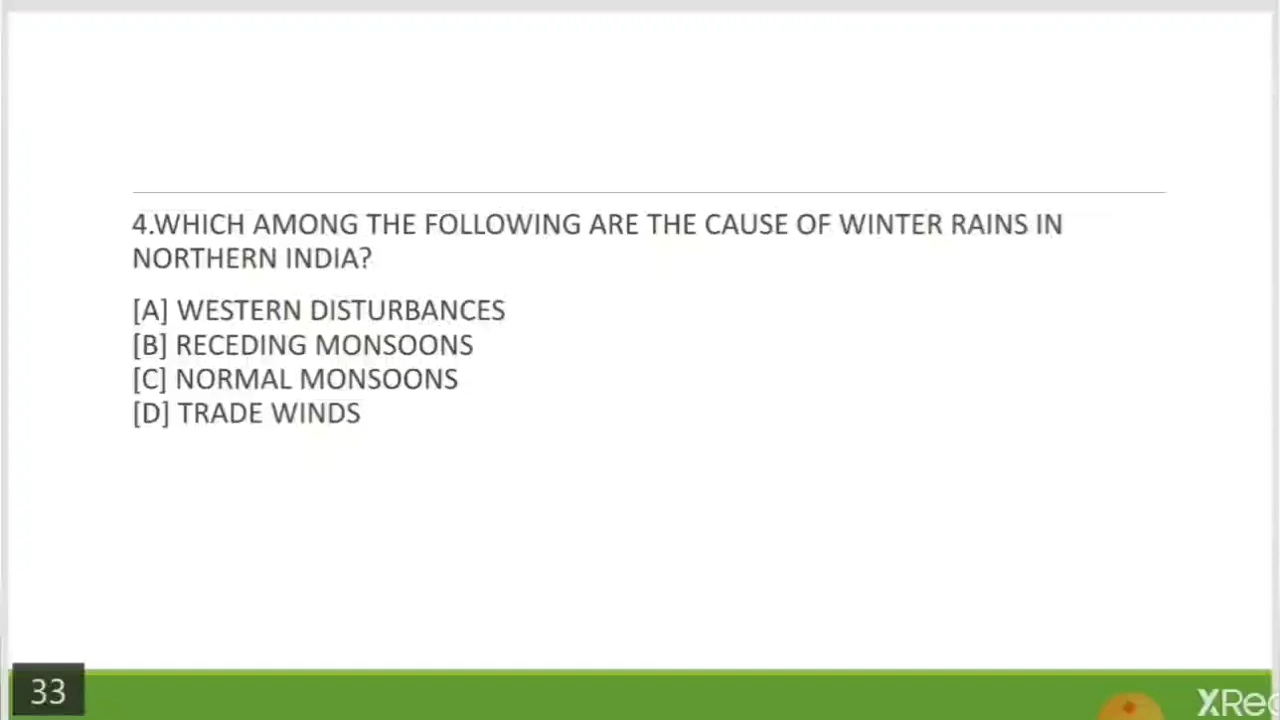 4.WHICH AMONG THE FOLLOWING ARE THE CAUSE OF WINTER RAINS IN
NORTHERN INDIA?
[A] WESTERN DISTURBANCES
[B] RECEDING MONSOONS
[C] NORMAL MONSOONS
[D] TRADE WINDS
33
XRec